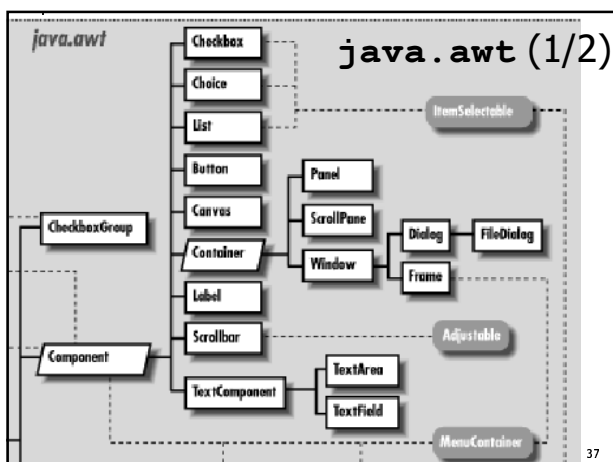 java.awt
java.awt (1/2)
Checkbox
Choice
List
Button
Canvas
Container
Label
Scrollbar
TextComponent
CheckboxGroup
Component
Panel
ScrollPane
Window
Dialog
FileDialog
Frame
TextArea
TextField
ItemSelectable
Adjustable
MenuContainer
37